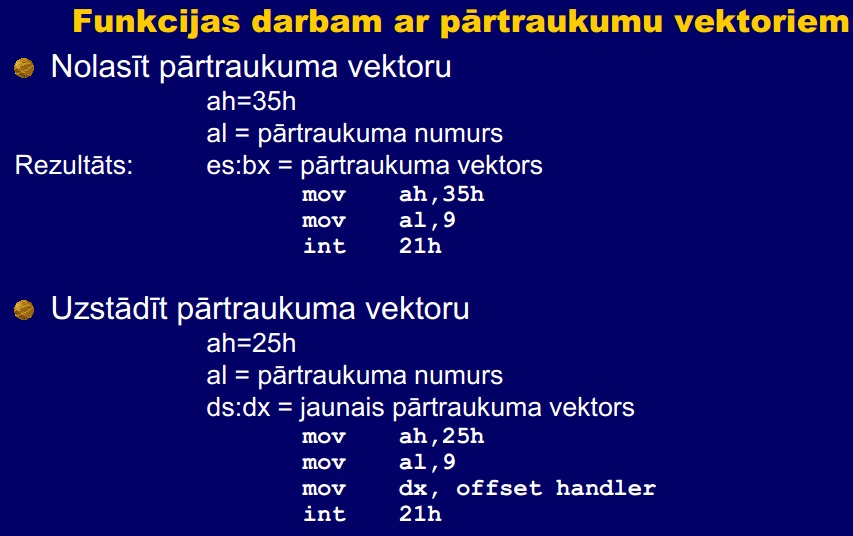 Funkcijas darbam ar pārtraukumu vektoriem
Nolasīt pārtraukuma vektoru
ah=35h
al = pārtraukuma numurs
Rezultāts: es:bx = pārtraukuma vektors
mov ah,35h
mov al,9
int 21h
Uzstādīt pārtraukuma vektoru
ah=25h
al = pārtraukuma numurs
ds:dx = jaunais pārtraukuma vektors
mov ah,25h
mov al,9
mov dx, offset handler
int 21h